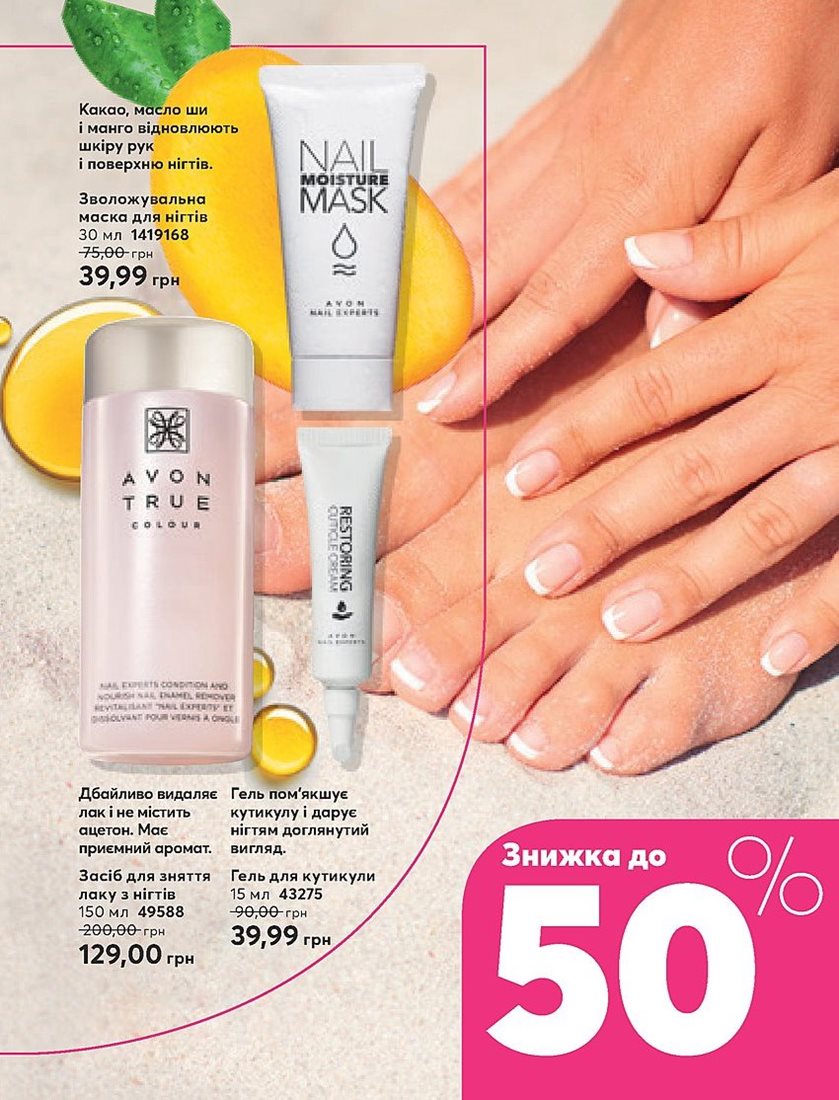 Какао, масло ши
і манго відновлюють
шкіру рук
і поверхню нігтів.
Зволожувальна
маска для нігтів
30 мл 1419168
75,00 грн
39,99 грн
NAIL
MOISTURE
MASK
AVON
NAIL EXPERTS
AVON
TRUE
COLOUR
NAIL EXPERTS CONDITION AND
NOURISH NAIL ENAMEL REMOVER
REVITALISANT "NAIL EXPERTS" ET
DISSOLVANT POUR VERNIS A ONGLE
RESTORING
CUTICLE CREAM
AVON
NAIL EXPERTS
Дбайливо видаляє
лак і не містить
ацетон. Має
приємний аромат.
Засіб для зняття
лаку з нігтів
150 мл 49588
200,00 грн
129,00 грн
Гель пом'якшує
кутикулу і дарує
нігтям доглянутий
вигляд.
Гель для кутикули
15 мл 43275
90,00 грн
39,99 грн
Знижка до
50%